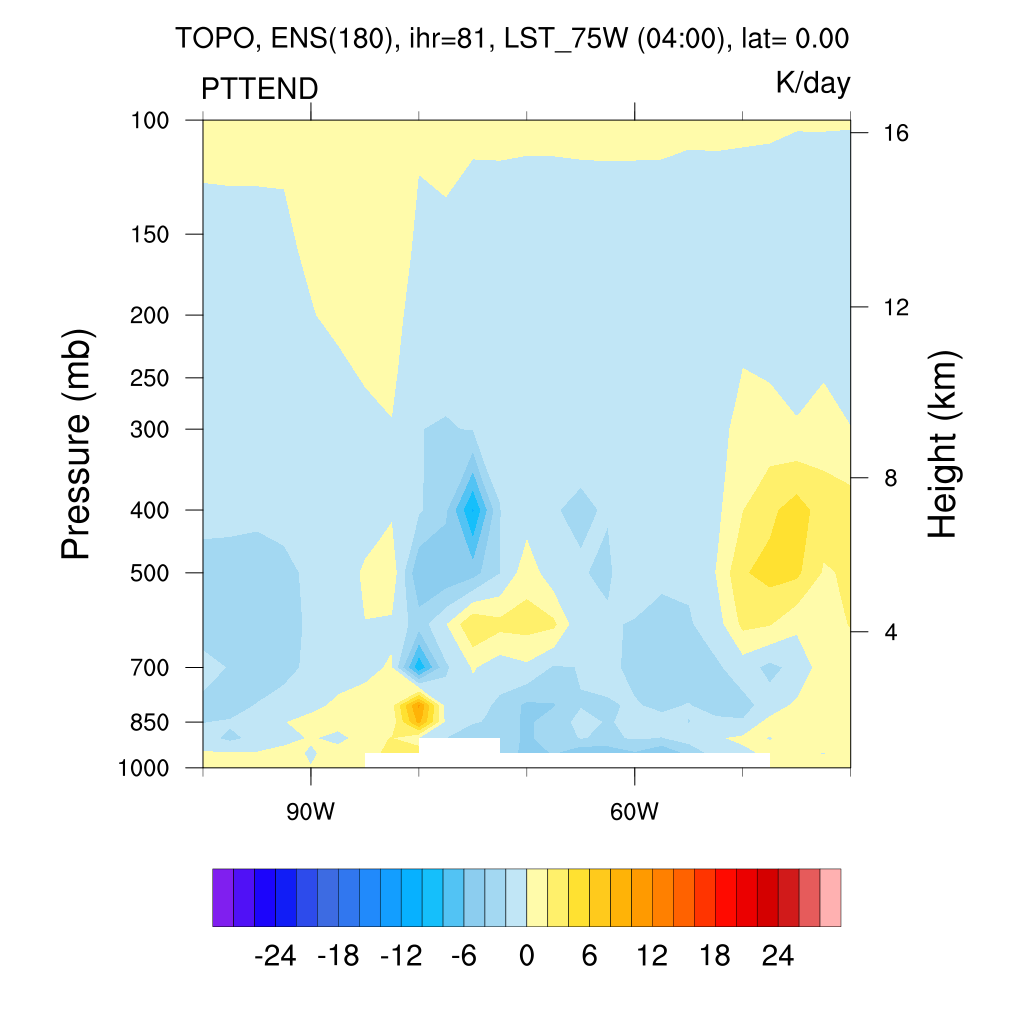 TOPO, ENS(180), ihr=81, LST_75W (04:00), lat= 0.00
PTTEND
K/day
100
150
200
250
300
400
500
700
850
1000
Pressure (mb)
16
12
8
4
Height (km)
90W
60W
-24 -18 -12 -6 0 6 12 18 24